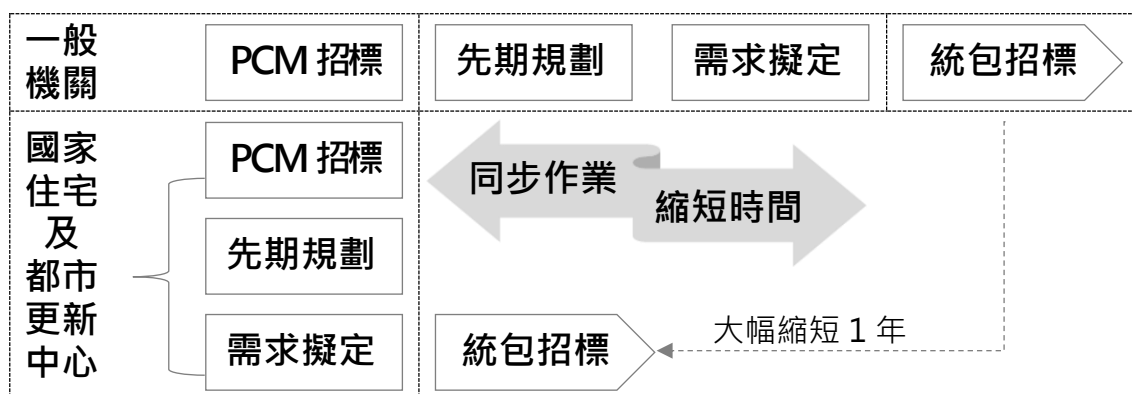 一般
機關
PCM 招標
先期規劃
需求擬定
統包招標
國家
住宅
及
都市
更新
中心
PCM 招標
先期規劃
需求擬定
同步作業
縮短時間
統包招標
大幅縮短 1 年